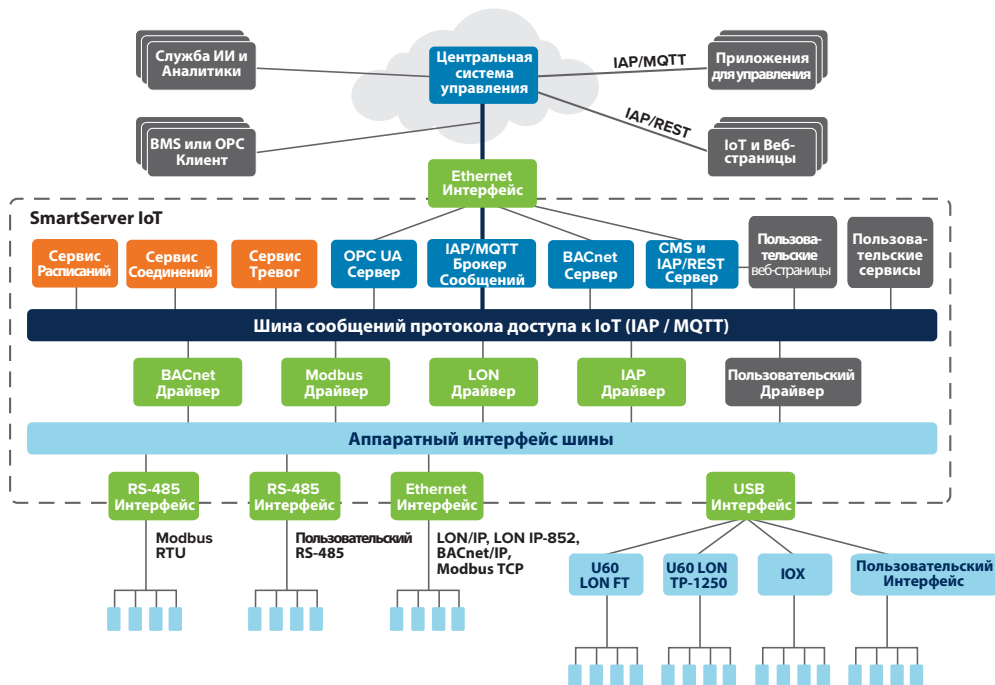 Служба ИИ и
Аналитики
Центральная
система
управления
IAP/MQTT
Приложения
для управления
BMS или OPC
Клиент
IAP/REST
IoT и Веб-
страницы
Ethernet
Интерфейс
SmartServer IoT
Сервис
Расписаний
Сервис
Соединений
Сервис
Тревог
OPC UA
Сервер
IAP/MQTT
Брокер
Сообщений
BACnet
Сервер
CMS и
IAP/REST
Сервер
Пользова-
тельские
веб-страницы
Пользова-
тельские
сервисы
Шина сообщений протокола доступа к IoT (IAP / MQTT)
BACnet
Драйвер
Modbus
Драйвер
LON
Драйвер
IAP
Драйвер
Пользовательский
Драйвер
Аппаратный интерфейс шины
RS-485
Интерфейс
RS-485
Интерфейс
Ethernet
Интерфейс
USB
Интерфейс
Modbus
RTU
Пользовательский
RS-485
LON/IP, LON IP-852,
BACnet/IP,
Modbus TCP
U60
LON FT
U60 LON
TP-1250
IOX
Пользовательский
Интерфейс